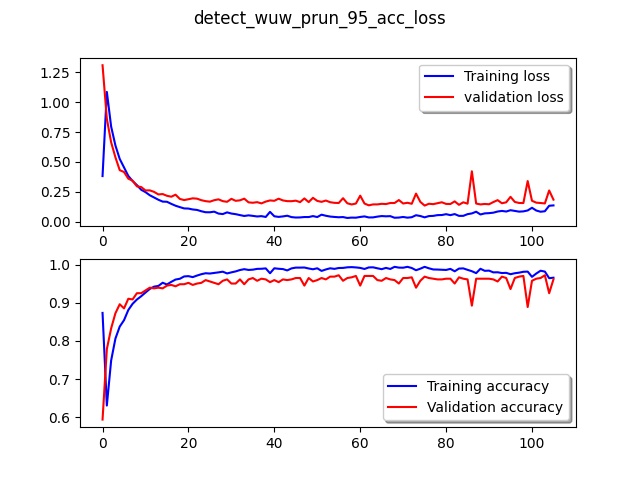 detect_wuw_prun_95_acc_loss
1.25
1.00
0.75
0.50
0.25
0.00
Training loss
validation loss
0 20 40 60 80 100
1.0
0.9
0.8
0.7
0.6
Training accuracy
Validation accuracy
0 20 40 60 80 100